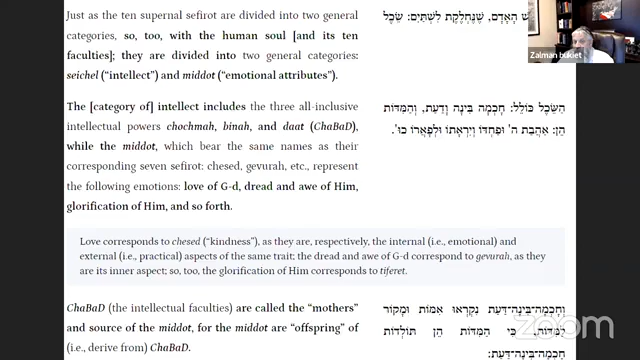 Just as the ten supernal sefirot are divided into two general
categories, so, too, with the human soul [and its ten
faculties]; they are divided into two general categories:
seichel ("intellect") and middot ("emotional attributes").
הָאָדָם, שֶׁנֶּחֱלֶקֶת לִשְׁתַּיִם: שֵׂכֶל
Zalman bukiet
The [category of] intellect includes the three all-inclusive
intellectual powers chochmah, binah, and daat (ChaBaD),
while the middot, which bear the same names as their
corresponding seven sefirot: chesed, gevurah, etc., represent
the following emotions: love of G-d, dread and awe of Him,
glorification of Him, and so forth.
הַשֵּׂכֶל כּוֹלֵל: חָכְמָה בִּינָה וָדַעַת, וְהַמִּדּוֹת
הֵן: אַהֲבַת ה' וּפַחְדּוֹ וְיִרְאָתוֹ וּלְפָאֲרוֹ כו'.
Love corresponds to chesed ("kindness"), as they are, respectively, the internal (i.e., emotional) and
external (i.e., practical) aspects of the same trait; the dread and awe of G-d correspond to gevurah, as they
are its inner aspect; so, too, the glorification of Him corresponds to tiferet.
ChaBaD (the intellectual faculties) are called the "mothers"
and source of the middot, for the middot are "offspring" of
(i.e., derive from) ChaBaD.
וְחָכְמָה-בִּינָה-דַּעַת נִקְרְאוּ אִמּוֹת וּמָקוֹר
לַמִּדּוֹת, כִּי הַמִּדּוֹת הֵן תּוֹלְדוֹת
חָכְמָה-בִּינָה-דַּעַת:
zoom